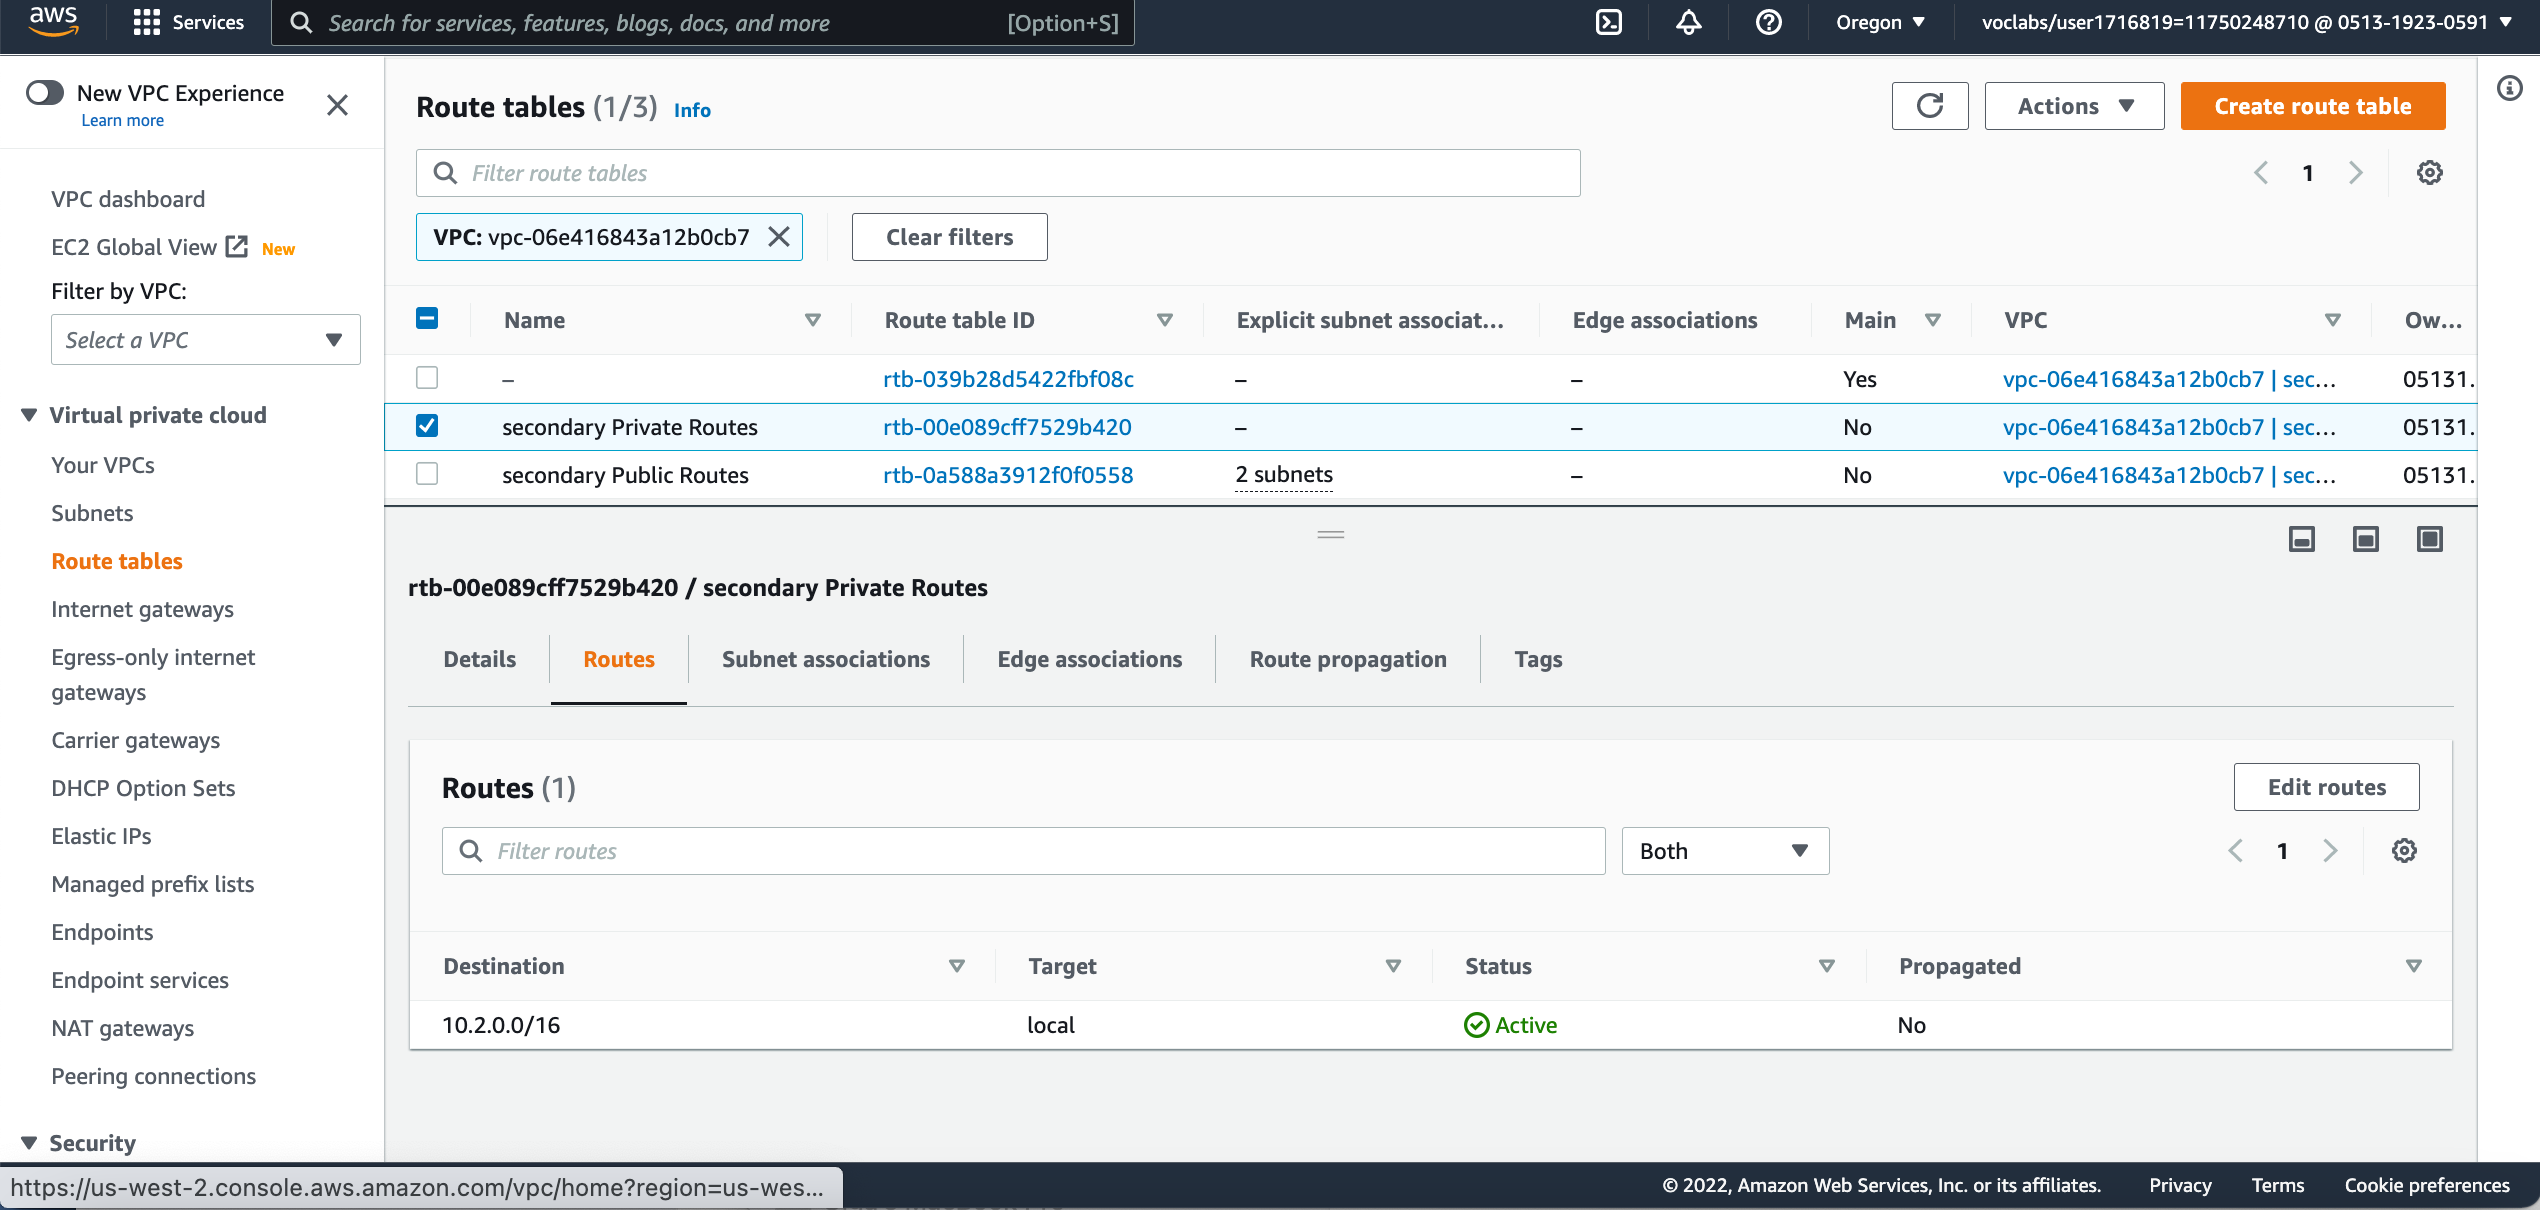 aws
Services
Search for services, features, blogs, docs, and more
[Option+S]
Oregon
voclabs/user1716819=11750248710 @ 0513-1923-0591
New VPC Experience
Learn more
VPC dashboard
EC2 Global View New
Filter by VPC:
Select a VPC
Virtual private cloud
Your VPCs
Subnets
Route tables
Internet gateways
Egress-only internet
gateways
Carrier gateways
DHCP Option Sets
Elastic IPs
Managed prefix lists
Endpoints
Endpoint services
NAT gateways
Peering connections
Security
Route tables (1/3) Info
Actions
Create route table
Filter route tables
1
VPC: vpc-06e416843a12b0cb7
Clear filters
Name Route table ID Explicit subnet associat... Edge associations Main VPC Ow...
– rtb-039b28d5422fbf08c – – Yes vpc-06e416843a12b0cb7 | sec... 05131.
secondary Private Routes rtb-00e089cff7529b420 – – No vpc-06e416843a12b0cb7 | sec... 05131.
secondary Public Routes rtb-0a588a3912f0f0558 2 subnets – No vpc-06e416843a12b0cb7 | sec... 05131.
rtb-00e089cff7529b420 / secondary Private Routes
Details Routes Subnet associations Edge associations Route propagation Tags
Routes (1)
Edit routes
Filter routes
Both
1
Destination Target Status Propagated
10.2.0.0/16 local Active No
https://us-west-2.console.aws.amazon.com/vpc/home?region=us-wes...
© 2022, Amazon Web Services, Inc. or its affiliates. Privacy Terms Cookie preferences